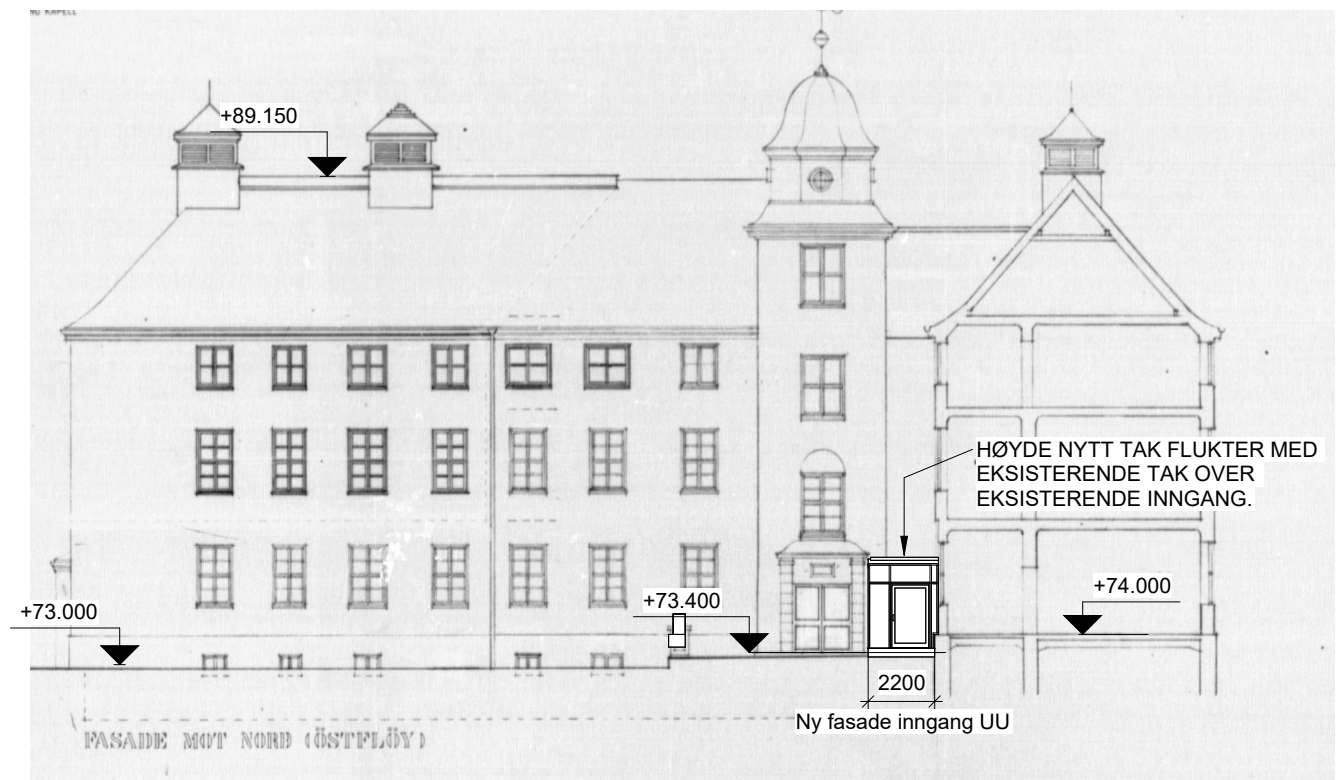 KAPELL
+89.150
HØYDE NYTT TAK FLUKTER MED
EKSISTERENDE TAK OVER
EKSISTERENDE INNGANG.
+73.400
+74.000
+73.000
2200
Ny fasade inngang UU
FASADE MOT NORD (ÖSTFLÖY)